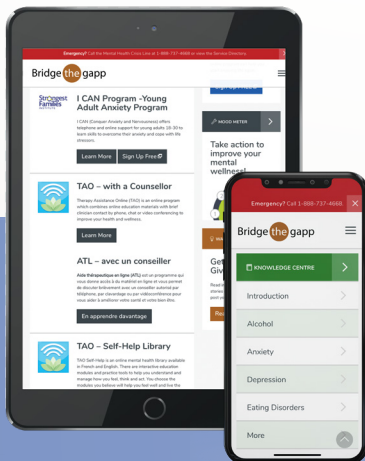 Emergency? Call the Mental Health Crisis Line at 1-888-737-4668 or view the Service Directory.
Bridge the gapp
Strongest
Families
INSTITUTE
I CAN Program -Young
Adult Anxiety Program
I CAN (Conquer Anxiety and Nervousness) offers
telephone and online support for young adults 18-30 to
learn skills to overcome their anxiety and cope with life
stressors.
Learn More
Sign Up Free
TAO – with a Counsellor
Therapy Assistance Online (TAO) is an online program
which combines online education materials with brief
clinician contact by phone, chat or video conferencing to
improve your health and wellness.
Learn More
ATL – avec un conseiller
Aide thérapeutique en ligne (ATL) est un programme qui
vous donne accès à du matériel en ligne et vous permet
de discuter brièvement avec un conseiller autorisé par
téléphone, par clavardage ou par vidéoconférence pour
vous aider à améliorer votre santé et votre bien être.
En apprendre davantage
TAO – Self-Help Library
TAO Self-Help is an online mental health library available
in French and English. There are interactive education
modules and practice tools to help you understand and
manage how you feel, think and act. You choose the
modules you believe will help you feel well and live the
MOOD METER
Take action to
improve your
mental
wellness!
Emergency? Call 1-888-737-4668
Bridge the gapp
KNOWLEDGE CENTRE
Introduction
Alcohol
Anxiety
Depression
Eating Disorders
More